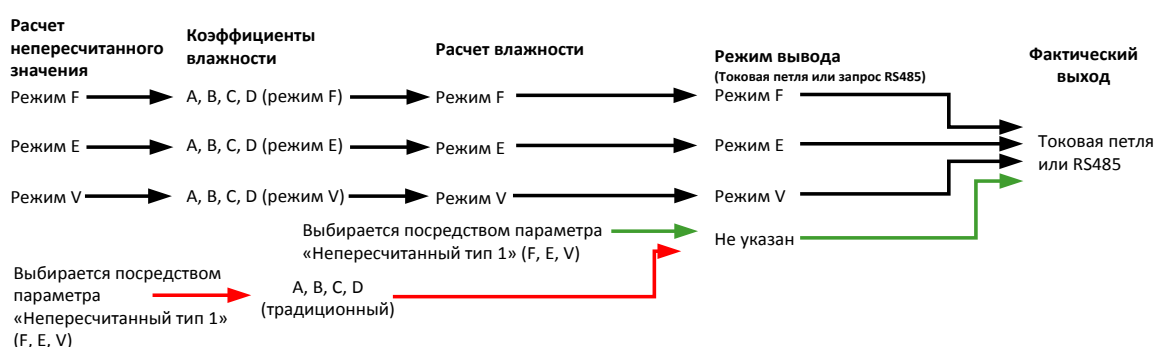 Расчет
непересчитанного
значения
Коэффициенты
влажности
Расчет влажности
Режим вывода
(Токовая петля или запрос RS485)
Фактический
выход
Режим F
A, B, C, D (режим F)
Режим F
Режим F
Режим E
A, B, C, D (режим E)
Режим E
Режим E
Токовая петля
или RS485
Режим V
A, B, C, D (режим V)
Режим V
Режим V
Выбирается посредством параметра
«Непересчитанный тип 1» (F, E, V)
Не указан
Выбирается посредством
параметра
«Непересчитанный тип 1»
(F, E, V)
A, B, C, D
(традиционный)